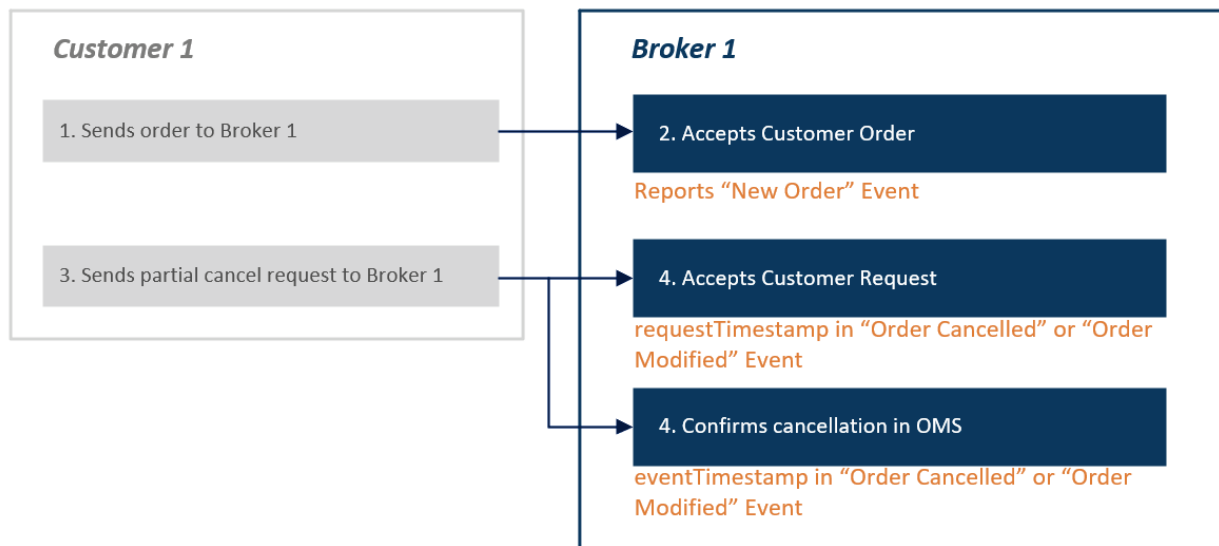 Customer 1
Broker 1
1. Sends order to Broker 1
2. Accepts Customer Order
Reports “New Order” Event
3. Sends partial cancel request to Broker 1
4. Accepts Customer Request
requestTimestamp in “Order Cancelled” or “Order
Modified” Event
4. Confirms cancellation in OMS
eventTimestamp in “Order Cancelled” or “Order
Modified” Event